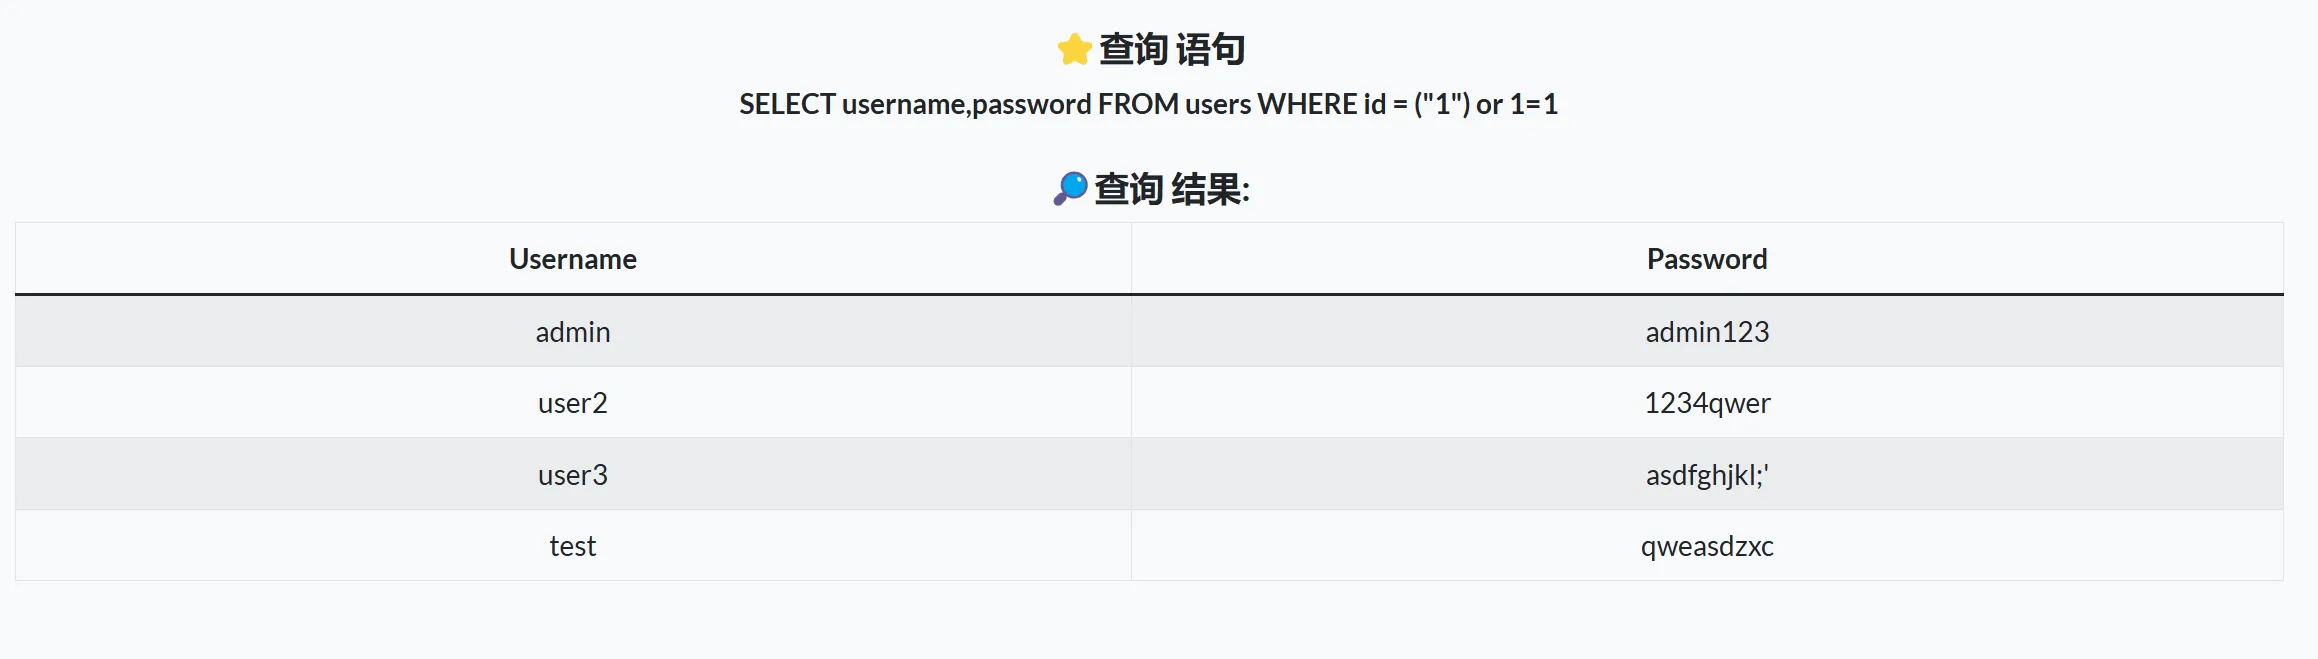 ⭐ 查询 语句
SELECT username,password FROM users WHERE id = ("1") or 1=1
🔎 查询 结果:
Username Password
admin admin123
user2 1234qwer
user3 asdfghjkl;'
test qweasdzxc